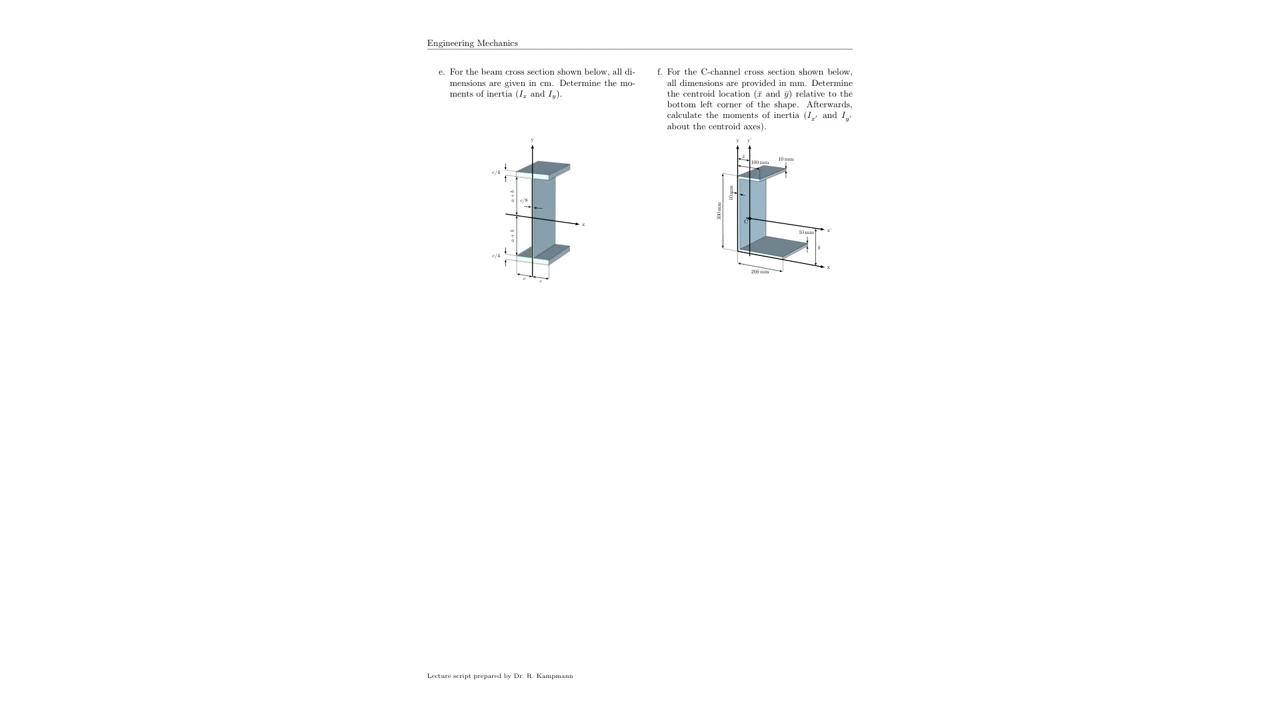 Engineering Mechanics
e. For the beam cross section shown below, all di-
mensions are given in cm. Determine the mo-
ments of inertia (Iₓ and I_y).
f. For the C-channel cross section shown below,
all dimensions are provided in mm. Determine
the centroid location (x̄ and ȳ) relative to the
bottom left corner of the shape. Afterwards,
calculate the moments of inertia (I_x' and I_y'
about the centroid axes).
y
c/4
a + b
c/8
x
a + b
c/4
c
c
y y'
x̄
100 mm
10 mm
10 mm
300 mm
C
x'
10 mm
ȳ
x
200 mm
Lecture script prepared by Dr. R. Kampmann